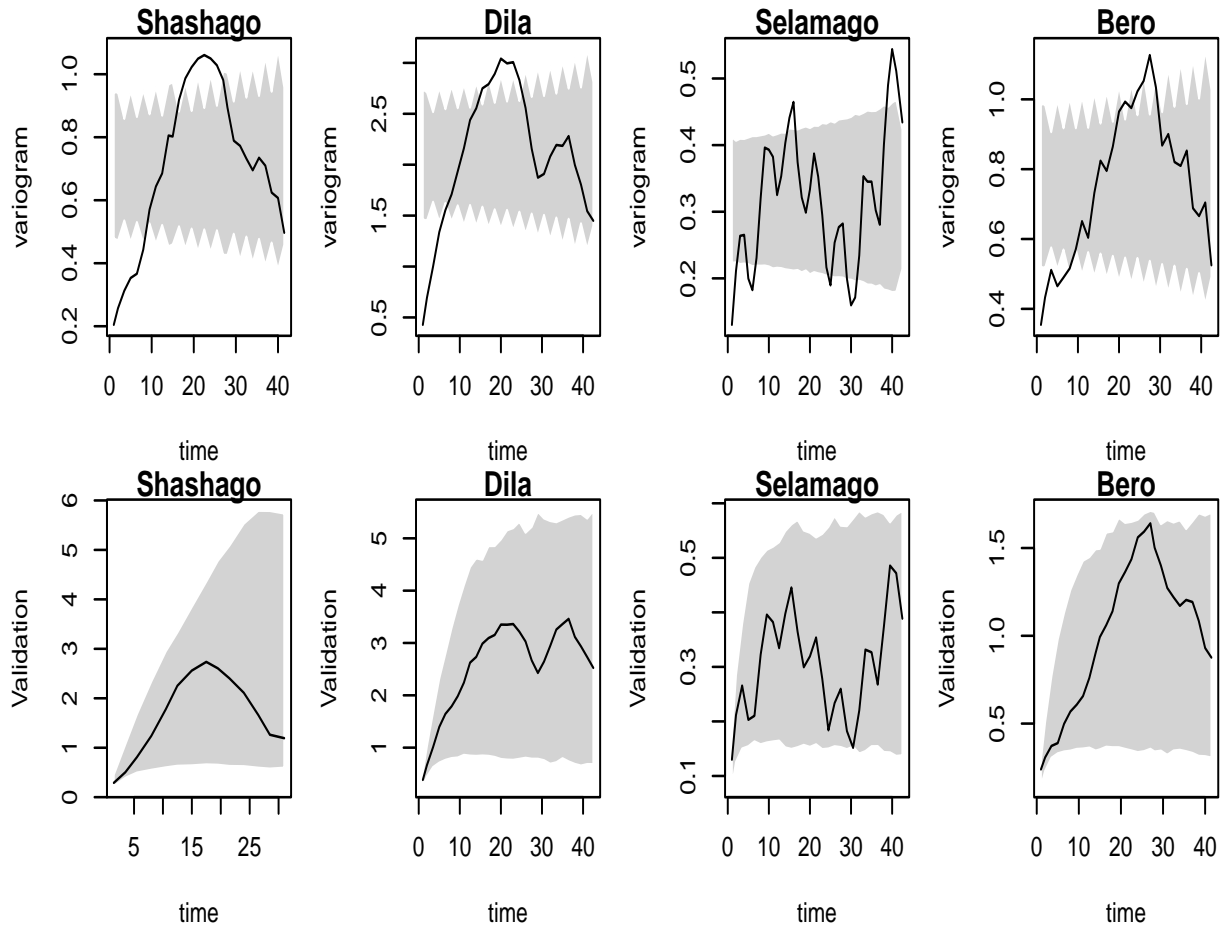 Shashago
variogram
0.2 0.4 0.6 0.8 1.0
0 10 20 30 40
time
Dila
variogram
0.5 1.5 2.5
0 10 20 30 40
time
Selamago
variogram
0.2 0.3 0.4 0.5
0 10 20 30 40
time
Bero
variogram
0.4 0.6 0.8 1.0
0 10 20 30 40
time
Shashago
Validation
0 1 2 3 4 5 6
5 15 25
time
Dila
Validation
1 2 3 4 5
0 10 20 30 40
time
Selamago
Validation
0.1 0.3 0.5
0 10 20 30 40
time
Bero
Validation
0.5 1.0 1.5
0 10 20 30 40
time